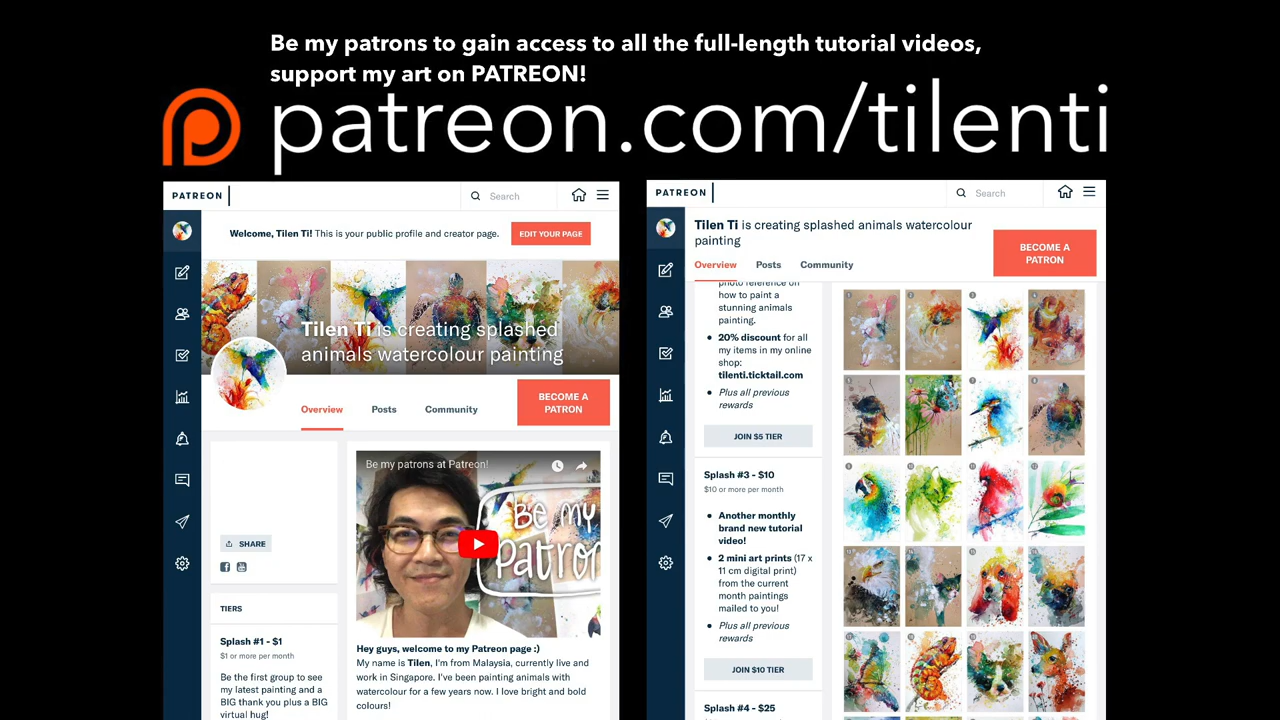 Be my patrons to gain access to all the full-length tutorial videos,
support my art on PATREON!
patreon.com/tilenti
PATREON
Search
Welcome, Tilen Ti! This is your public profile and creator page.
EDIT YOUR PAGE
Tilen Ti is creating splashed
animals watercolour painting
Overview
Posts
Community
BECOME A
PATRON
SHARE
TIERS
Splash #1 - $1
$1 or more per month
Be the first group to see
my latest painting and a
BIG thank you plus a BIG
virtual hug!
Be my patrons at Patreon!
Be my
Patron
Hey guys, welcome to my Patreon page :)
My name is Tilen, I'm from Malaysia, currently live and
work in Singapore. I've been painting animals with
watercolour for a few years now. I love bright and bold
colours!
PATREON
Search
Tilen Ti is creating splashed animals watercolour
painting
BECOME A
PATRON
Overview
Posts
Community
photo reference on
how to paint a
stunning animals
painting.
20% discount for all
my items in my online
shop:
tilenti.ticktail.com
Plus all previous
rewards
JOIN $5 TIER
Splash #3 - $10
$10 or more per month
Another monthly
brand new tutorial
video!
2 mini art prints (17 x
11 cm digital print)
from the current
month paintings
mailed to you!
Plus all previous
rewards
JOIN $10 TIER
Splash #4 - $25